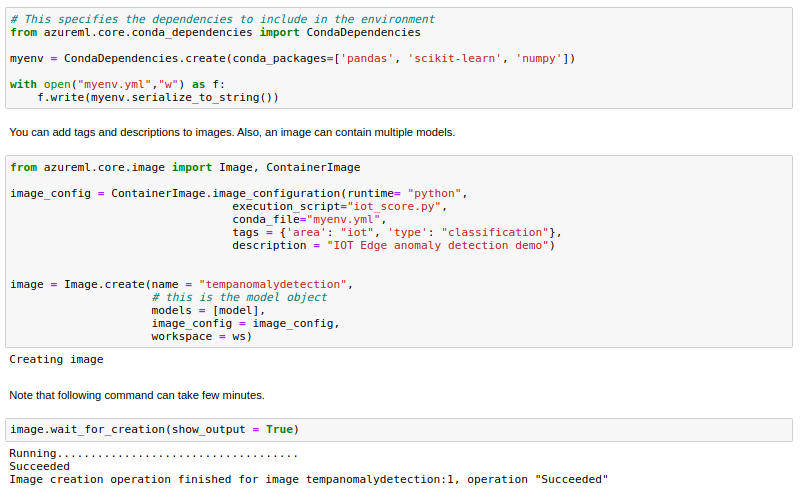 # This specifies the dependencies to include in the environment
from azureml.core.conda_dependencies import CondaDependencies
myenv = CondaDependencies.create(conda_packages=['pandas', 'scikit-learn', 'numpy'])
with open("myenv.yml","w") as f:
    f.write(myenv.serialize_to_string())
You can add tags and descriptions to images. Also, an image can contain multiple models.
from azureml.core.image import Image, ContainerImage
image_config = ContainerImage.image_configuration(runtime= "python",
                                 execution_script="iot_score.py",
                                 conda_file="myenv.yml",
                                 tags = {'area': "iot", 'type': "classification"},
                                 description = "IOT Edge anomaly detection demo")
image = Image.create(name = "tempanomalydetection",
                     # this is the model object
                     models = [model],
                     image_config = image_config,
                     workspace = ws)
Creating image
Note that following command can take few minutes.
image.wait_for_creation(show_output = True)
Running....................................
Succeeded
Image creation operation finished for image tempanomalydetection:1, operation "Succeeded"